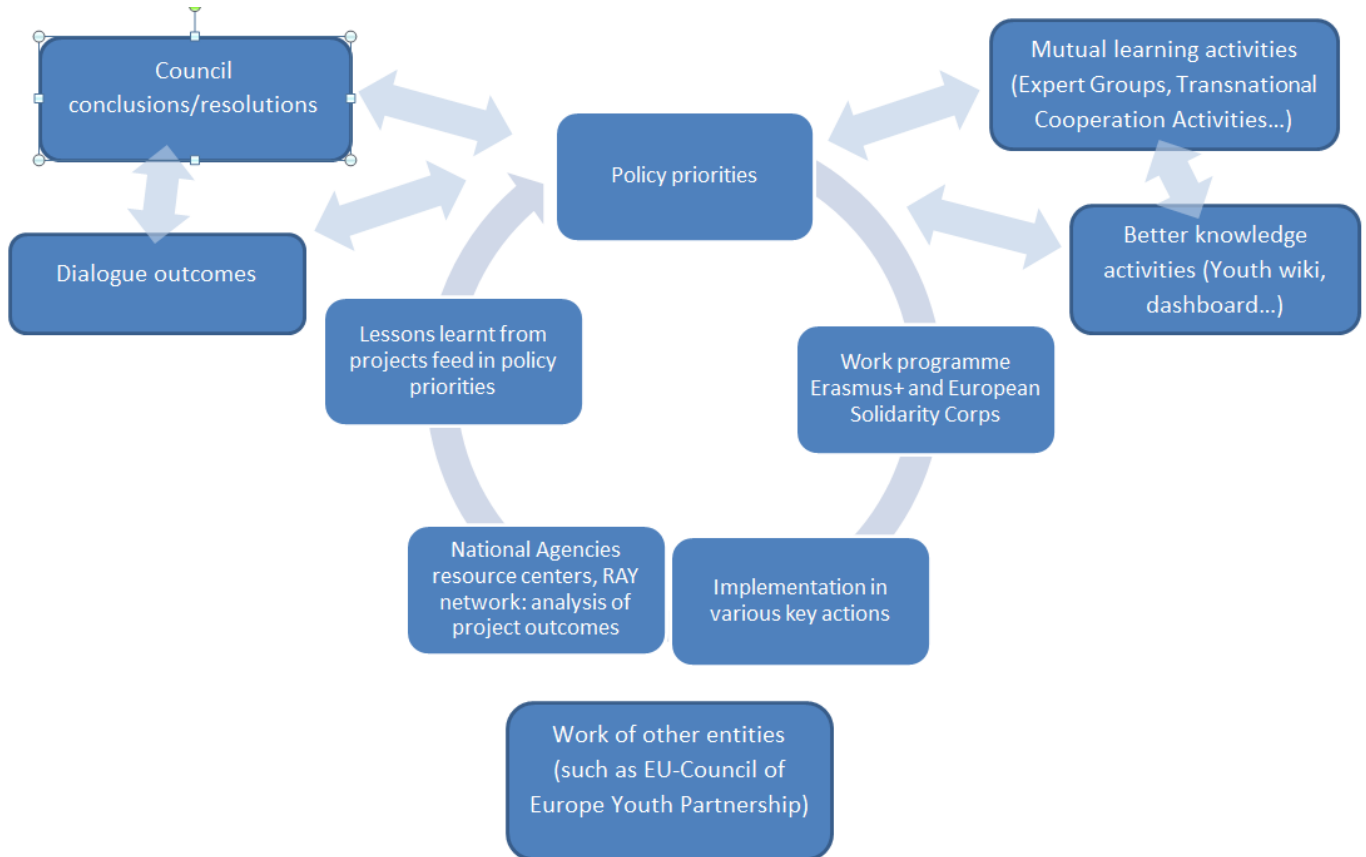 Council
conclusions/resolutions
Mutual learning activities
(Expert Groups, Transnational
Cooperation Activities…)
Policy priorities
Dialogue outcomes
Better knowledge
activities (Youth wiki,
dashboard…)
Lessons learnt from
projects feed in policy
priorities
Work programme
Erasmus+ and European
Solidarity Corps
National Agencies
resource centers, RAY
network: analysis of
project outcomes
Implementation in
various key actions
Work of other entities
(such as EU-Council of
Europe Youth Partnership)